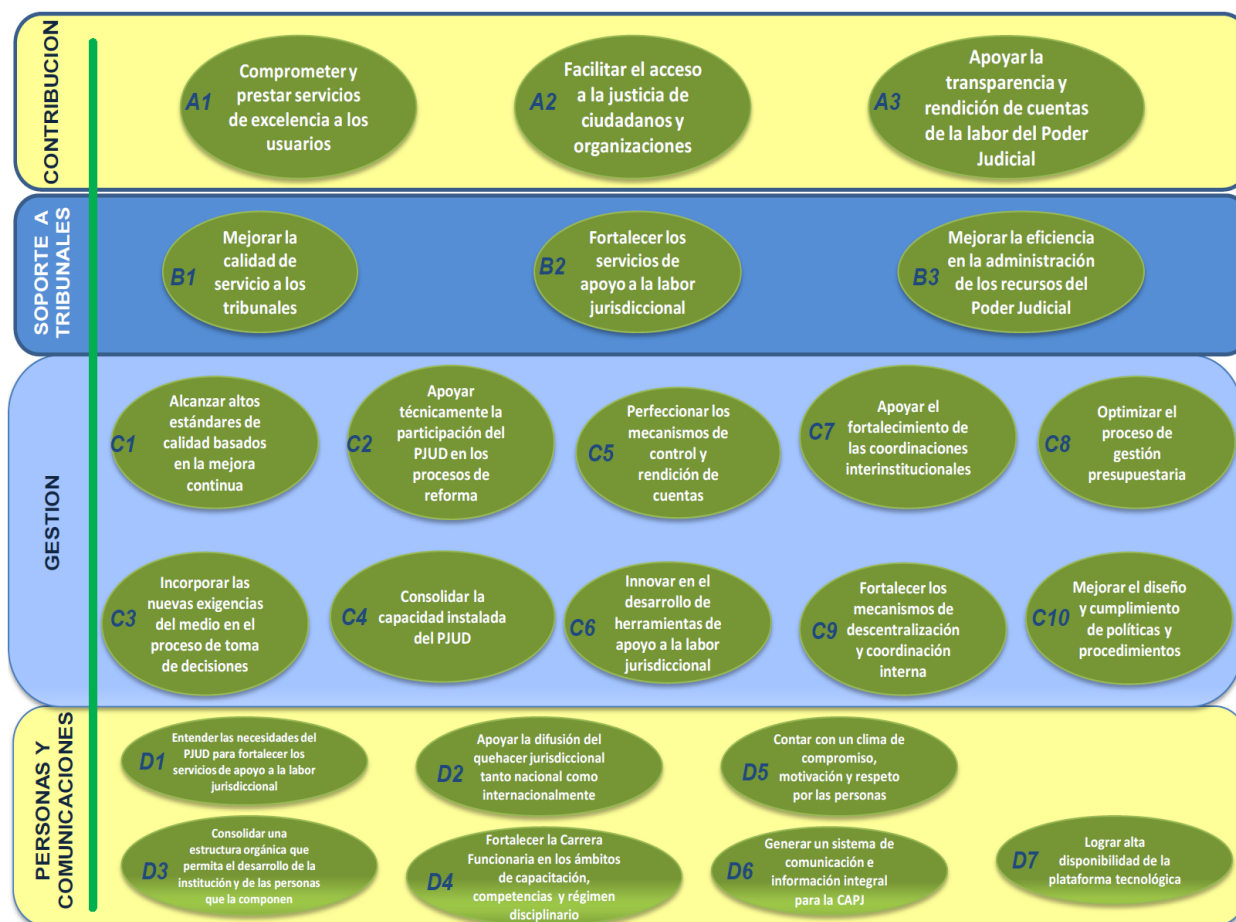 CONTRIBUCION
A1
Comprometer y
prestar servicios
de excelencia a los
usuarios
A2
Facilitar el acceso
a la justicia de
ciudadanos y
organizaciones
A3
Apoyar la
transparencia y
rendición de cuentas
de la labor del Poder
Judicial
SOPORTE A
TRIBUNALES
B1
Mejorar la
calidad de
servicio a los
tribunales
B2
Fortalecer los
servicios de
apoyo a la labor
jurisdiccional
B3
Mejorar la eficiencia
en la administración
de los recursos del
Poder Judicial
GESTION
C1
Alcanzar altos
estándares de
calidad basados
en la mejora
continua
C2
Apoyar
técnicamente la
participación del
PJUD en los
procesos de
reforma
C5
Perfeccionar los
mecanismos de
control y
rendición de
cuentas
C7
Apoyar el
fortalecimiento de
las coordinaciones
interinstitucionales
C8
Optimizar el
proceso de
gestión
presupuestaria
C3
Incorporar las
nuevas exigencias
del medio en el
proceso de toma
de decisiones
C4
Consolidar la
capacidad instalada
del PJUD
C6
Innovar en el
desarrollo de
herramientas de
apoyo a la labor
jurisdiccional
C9
Fortalecer los
mecanismos de
descentralización
y coordinación
interna
C10
Mejorar el diseño
y cumplimiento
de políticas y
procedimientos
PERSONAS Y
COMUNICACIONES
D1
Entender las necesidades del
PJUD para fortalecer los
servicios de apoyo a la labor
jurisdiccional
D2
Apoyar la difusión del
quehacer jurisdiccional
tanto nacional como
internacionalmente
D5
Contar con un clima de
compromiso,
motivación y respeto
por las personas
D3
Consolidar una
estructura orgánica que
permita el desarrollo de la
institución y de las personas
que la componen
D4
Fortalecer la Carrera
Funcionaria en los ámbitos
de capacitación,
competencias y régimen
disciplinario
D6
Generar un sistema de
comunicación e
información integral
para la CAPJ
D7
Lograr alta
disponibilidad de la
plataforma tecnológica